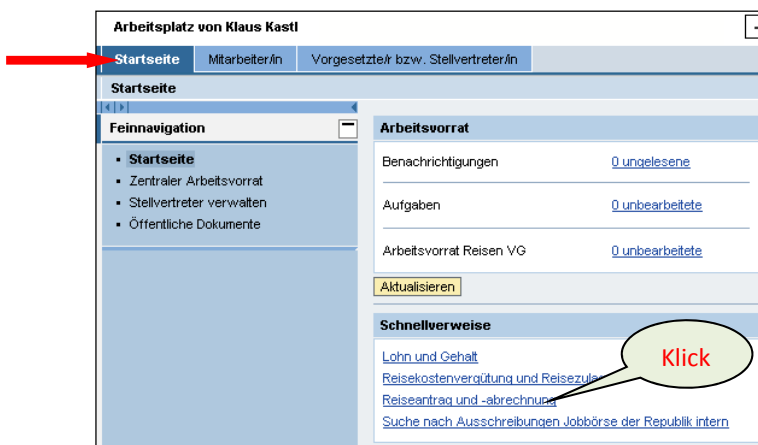 Arbeitsplatz von Klaus Kastl
Startseite Mitarbeiter/in Vorgesetzte/r bzw. Stellvertreter/in
Startseite
Feinnavigation
Startseite
Zentraler Arbeitsvorrat
Stellvertreter verwalten
Öffentliche Dokumente
Arbeitsvorrat
Benachrichtigungen 0 ungelesene
Aufgaben 0 unbearbeitete
Arbeitsvorrat Reisen VG 0 unbearbeitete
Aktualisieren
Schnellverweise
Lohn und Gehalt
Reisekostenvergütung und
Reiseantrag und -abrechnung
Suche nach Ausschreibungen Jobbörse der Republik intern
Klick